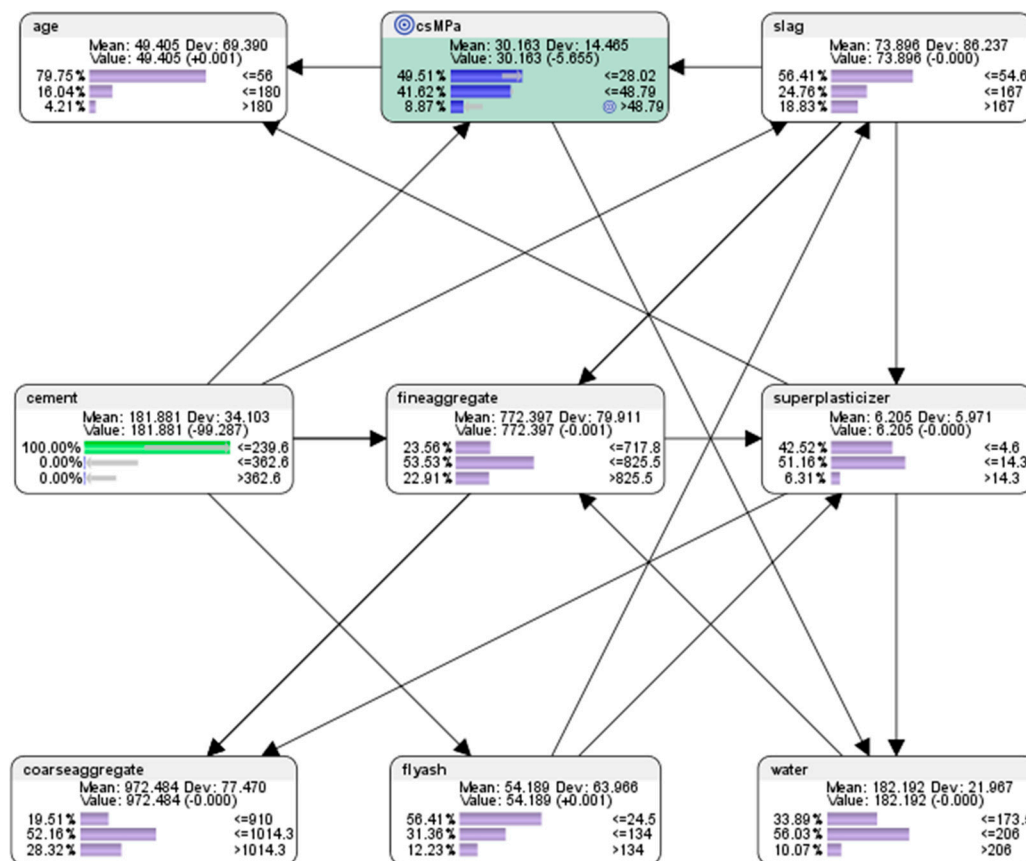 age
Mean: 49.405 Dev: 69.390
Value: 49.405 (+0.001)
79.75% <=56
16.04% <=180
4.21% >180
csMPa
Mean: 30.163 Dev: 14.465
Value: 30.163 (-5.655)
49.51% <=28.02
41.62% <=48.79
8.87% >48.79
slag
Mean: 73.896 Dev: 86.237
Value: 73.896 (-0.000)
56.41% <=54.6
24.76% <=167
18.83% >167
cement
Mean: 181.881 Dev: 34.103
Value: 181.881 (-99.287)
100.00% <=239.6
0.00% <=362.6
0.00% >362.6
fineaggregate
Mean: 772.397 Dev: 79.911
Value: 772.397 (-0.001)
23.56% <=717.8
53.53% <=825.5
22.91% >825.5
superplasticizer
Mean: 6.205 Dev: 5.971
Value: 6.205 (-0.000)
42.52% <=4.6
51.16% <=14.3
6.31% >14.3
coarseaggregate
Mean: 972.484 Dev: 77.470
Value: 972.484 (-0.000)
19.51% <=910
52.16% <=1014.3
28.32% >1014.3
flyash
Mean: 54.189 Dev: 63.966
Value: 54.189 (+0.001)
56.41% <=24.5
31.36% <=134
12.23% >134
water
Mean: 182.192 Dev: 21.967
Value: 182.192 (-0.000)
33.89% <=173.5
56.03% <=206
10.07% >206